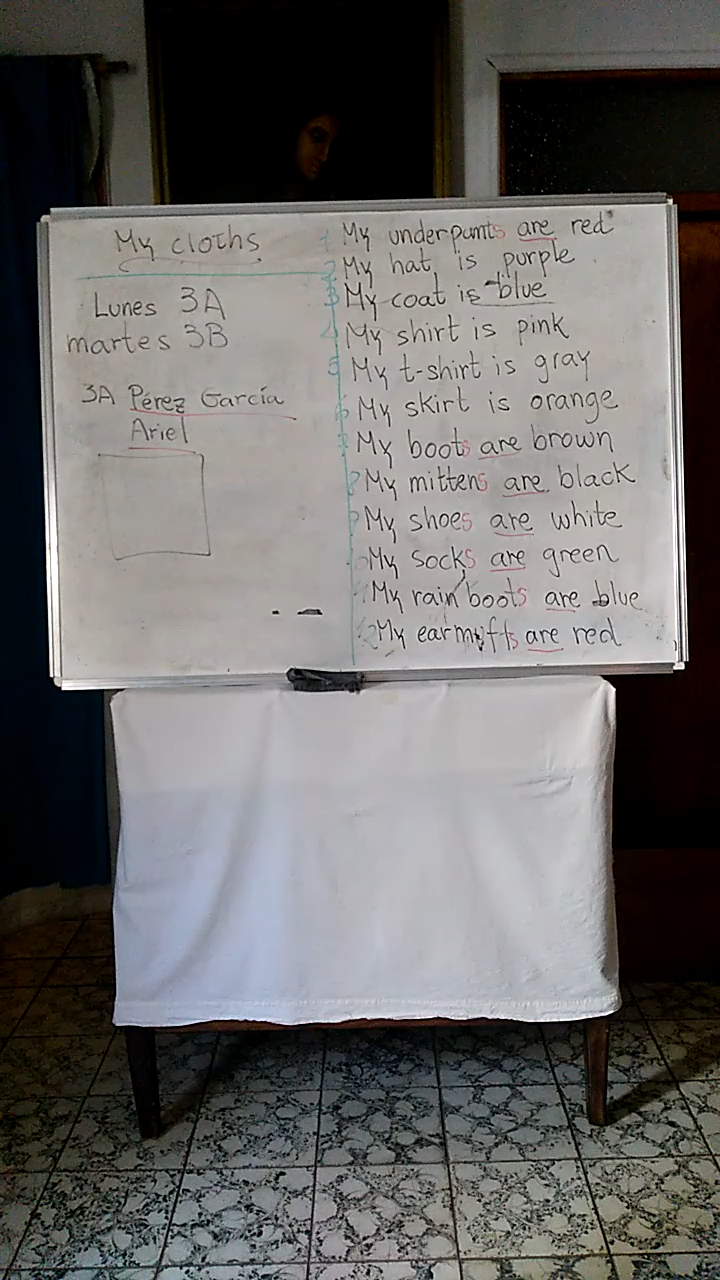 My cloths
Lunes 3A
martes 3B
3A Pérez García
Ariel
1 My underpants are red
2 My hat is purple
3 My coat is blue
4 My shirt is pink
5 My t-shirt is gray
6 My skirt is orange
7 My boots are brown
8 My mittens are black
9 My shoes are white
10 My socks are green
11 My rain boots are blue
12 My earmuffs are red